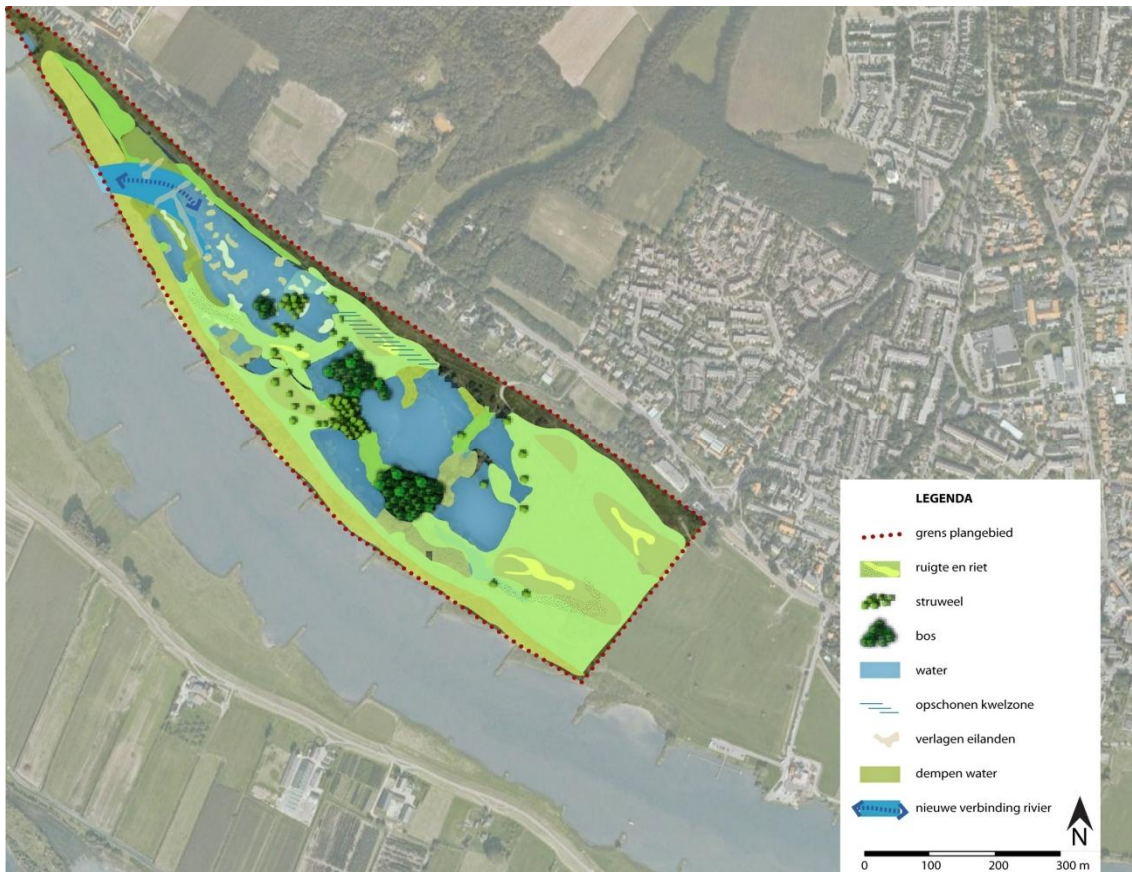 LEGENDA
grens plangebied
ruigte en riet
struweel
bos
water
opschonen kwelzone
verlagen eilanden
dempen water
nieuwe verbinding rivier
N
0 100 200 300 m